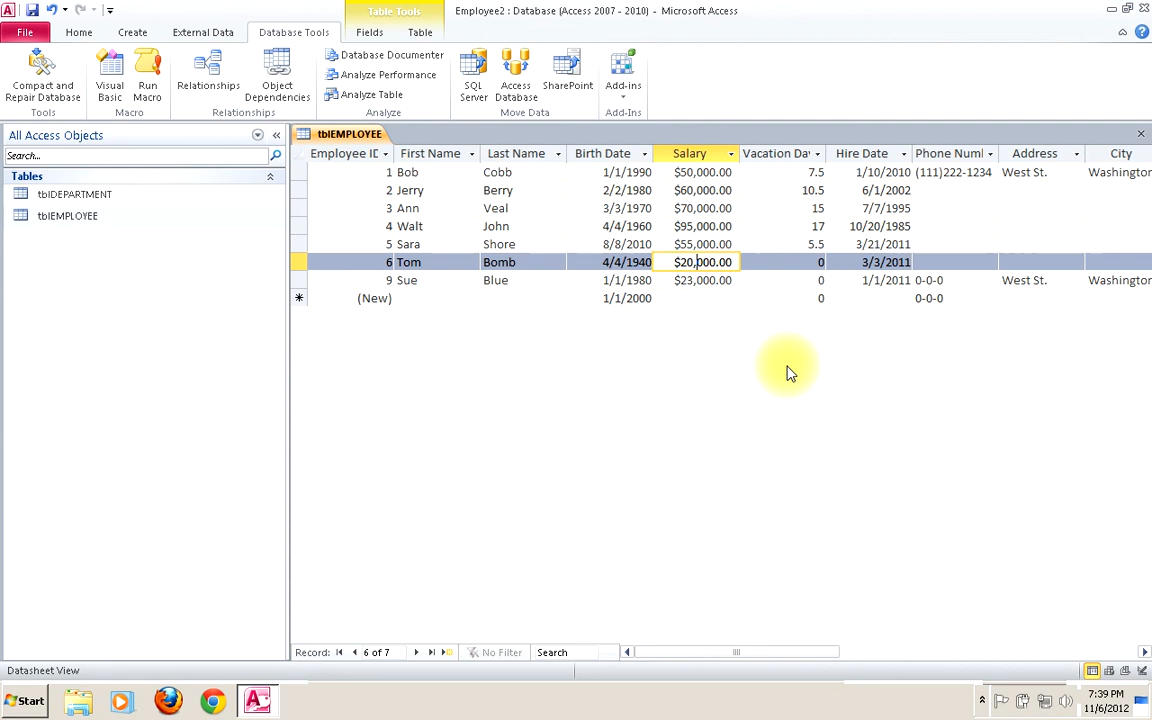 Table Tools
Employee2 : Database (Access 2007 - 2010) - Microsoft Access
File Home Create External Data Database Tools Fields Table
Compact and Repair Database
Visual Basic
Run Macro
Relationships
Object Dependencies
Database Documenter
Analyze Performance
Analyze Table
SQL Server
Access Database
SharePoint
Add-ins
Tools Macro Relationships Analyze Move Data Add-Ins
All Access Objects
Search...
Tables
tblDEPARTMENT
tblEMPLOYEE
tblEMPLOYEE
Employee ID First Name Last Name Birth Date Salary Vacation Day Hire Date Phone Numl Address City
1 Bob Cobb 1/1/1990 $50,000.00 7.5 1/10/2010 (111)222-1234 West St. Washington
2 Jerry Berry 2/2/1980 $60,000.00 10.5 6/1/2002
3 Ann Veal 3/3/1970 $70,000.00 15 7/7/1995
4 Walt John 4/4/1960 $95,000.00 17 10/20/1985
5 Sara Shore 8/8/2010 $55,000.00 5.5 3/21/2011
6 Tom Bomb 4/4/1940 $20,000.00 0 3/3/2011
9 Sue Blue 1/1/1980 $23,000.00 0 1/1/2011 0-0-0 West St. Washington
(New) 1/1/2000 0 0-0-0
Record: 6 of 7 No Filter Search
Datasheet View
Start
7:39 PM
11/6/2012